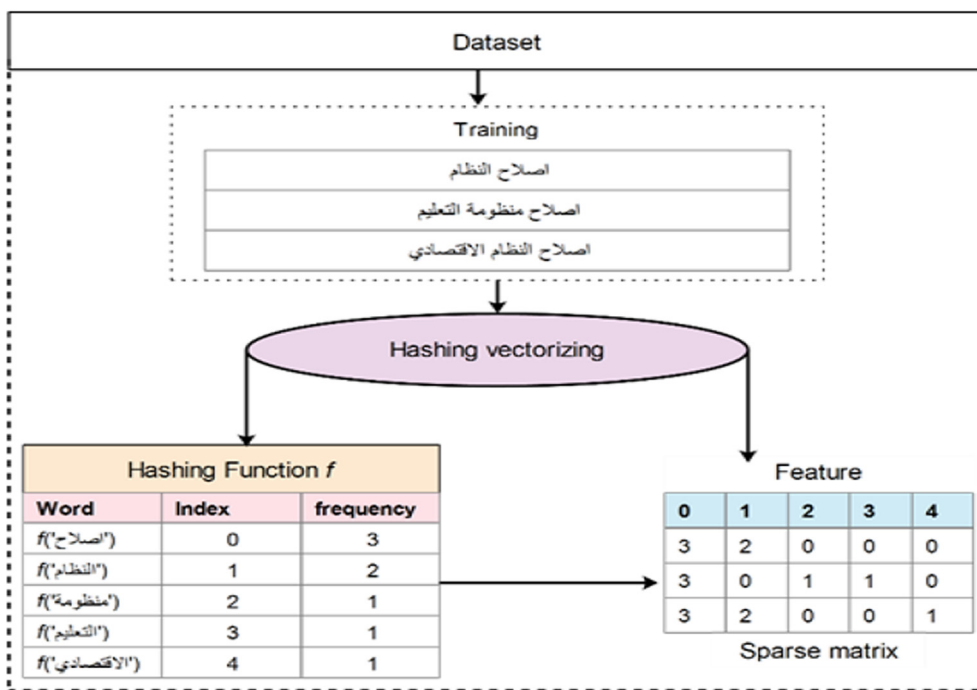 Dataset
Training
اصلاح النظام
اصلاح منظومة التعليم
اصلاح النظام الاقتصادي
Hashing vectorizing
Hashing Function f
Word Index frequency
f('اصلاح') 0 3
f('النظام') 1 2
f('منظومة') 2 1
f('التعليم') 3 1
f('الاقتصادي') 4 1
Feature
0 1 2 3 4
3 2 0 0 0
3 0 1 1 0
3 2 0 0 1
Sparse matrix